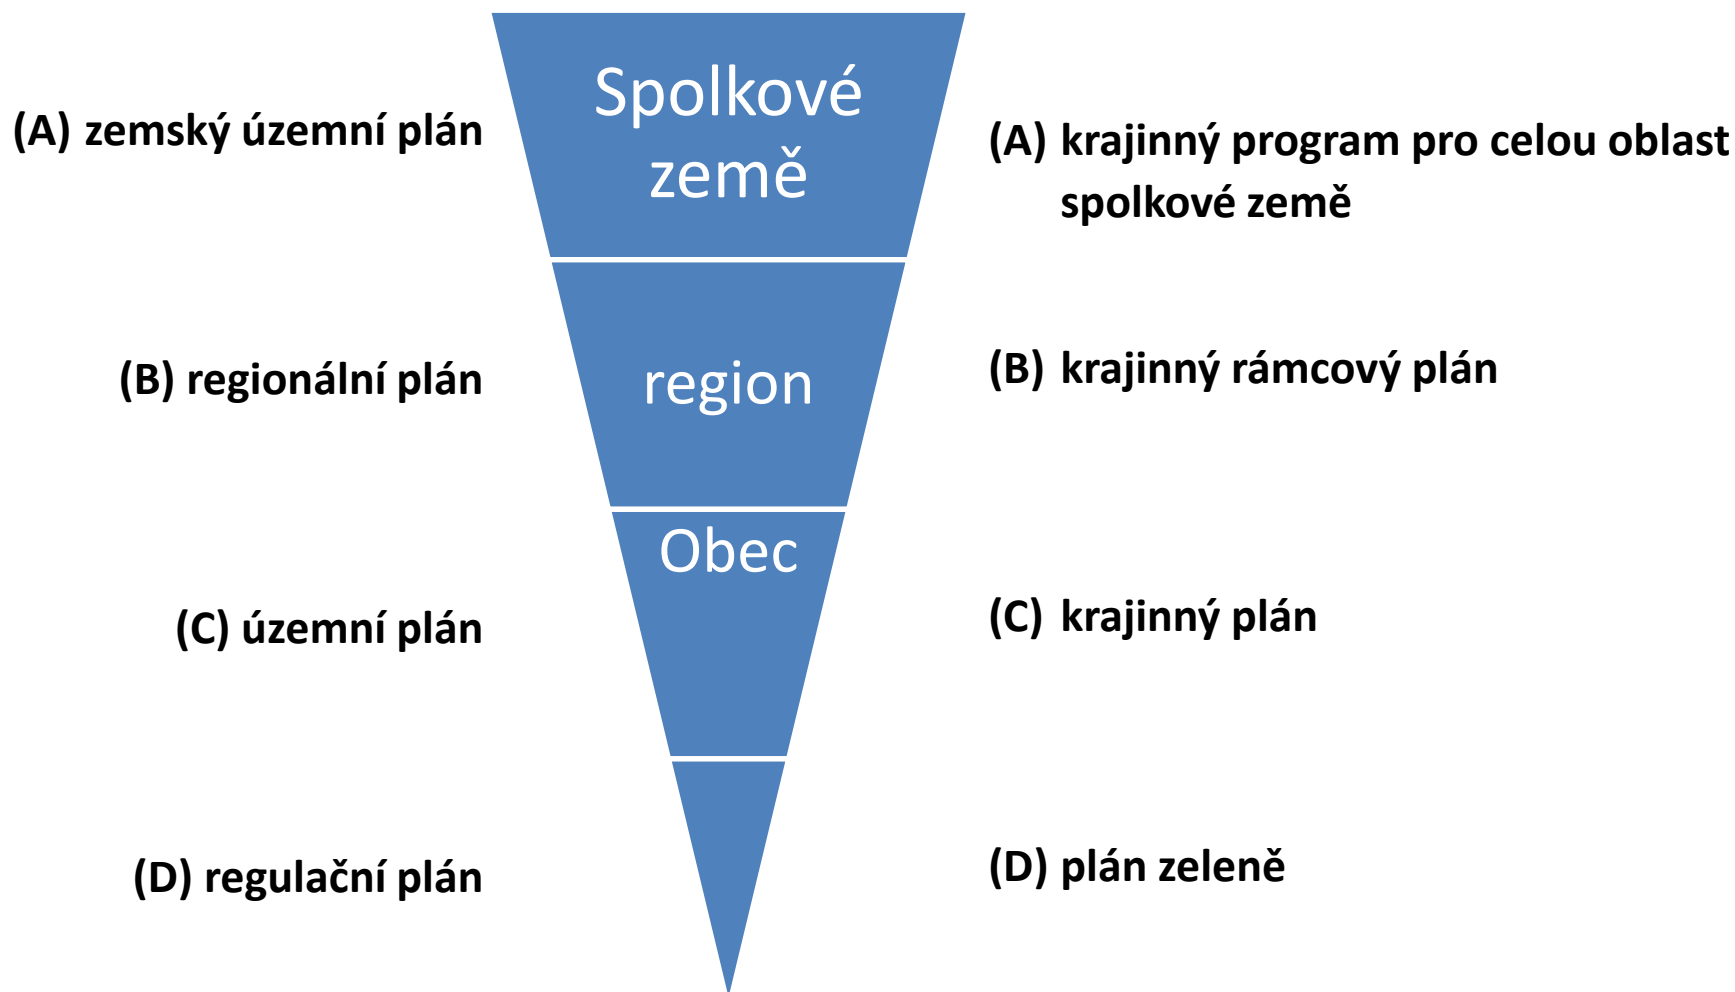 Spolkové
země
(A) zemský územní plán
(A) krajinný program pro celou oblast
spolkové země
(B) regionální plán
region
(B) krajinný rámcový plán
Obec
(C) územní plán
(C) krajinný plán
(D) regulační plán
(D) plán zeleně